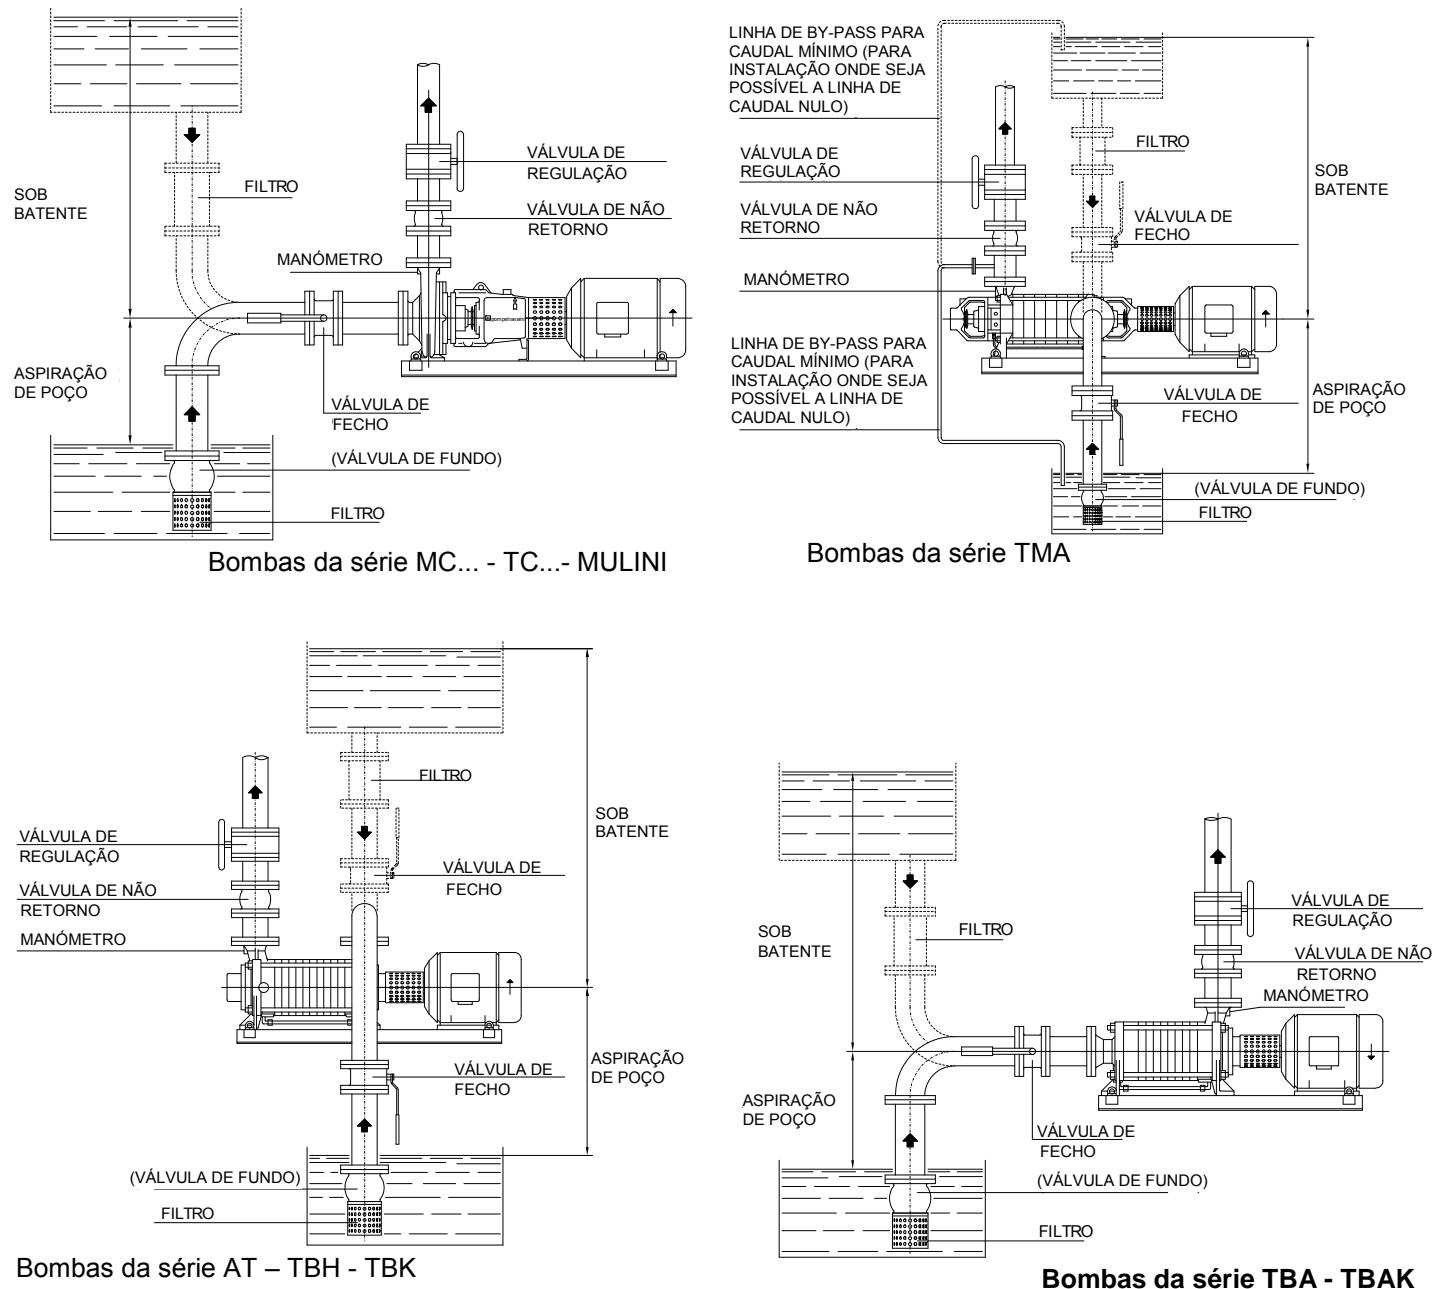 SOB
BATENTE
FILTRO
VÁLVULA DE
REGULAÇÃO
VÁLVULA DE NÃO
RETORNO
MANÓMETRO
ASPIRAÇÃO
DE POÇO
VÁLVULA DE
FECHO
(VÁLVULA DE FUNDO)
FILTRO
Bombas da série MC... - TC...- MULINI
LINHA DE BY-PASS PARA
CAUDAL MÍNIMO (PARA
INSTALAÇÃO ONDE SEJA
POSSÍVEL A LINHA DE
CAUDAL NULO)
VÁLVULA DE
REGULAÇÃO
VÁLVULA DE NÃO
RETORNO
MANÓMETRO
LINHA DE BY-PASS PARA
CAUDAL MÍNIMO (PARA
INSTALAÇÃO ONDE SEJA
POSSÍVEL A LINHA DE
CAUDAL NULO)
FILTRO
SOB
BATENTE
VÁLVULA DE
FECHO
VÁLVULA DE
FECHO
ASPIRAÇÃO
DE POÇO
(VÁLVULA DE FUNDO)
FILTRO
Bombas da série TMA
FILTRO
SOB
BATENTE
VÁLVULA DE
REGULAÇÃO
VÁLVULA DE
FECHO
VÁLVULA DE NÃO
RETORNO
MANÓMETRO
ASPIRAÇÃO
DE POÇO
VÁLVULA DE
FECHO
(VÁLVULA DE FUNDO)
FILTRO
Bombas da série AT – TBH - TBK
SOB
BATENTE
FILTRO
VÁLVULA DE
REGULAÇÃO
VÁLVULA DE NÃO
RETORNO
MANÓMETRO
ASPIRAÇÃO
DE POÇO
VÁLVULA DE
FECHO
(VÁLVULA DE FUNDO)
FILTRO
Bombas da série TBA - TBAK